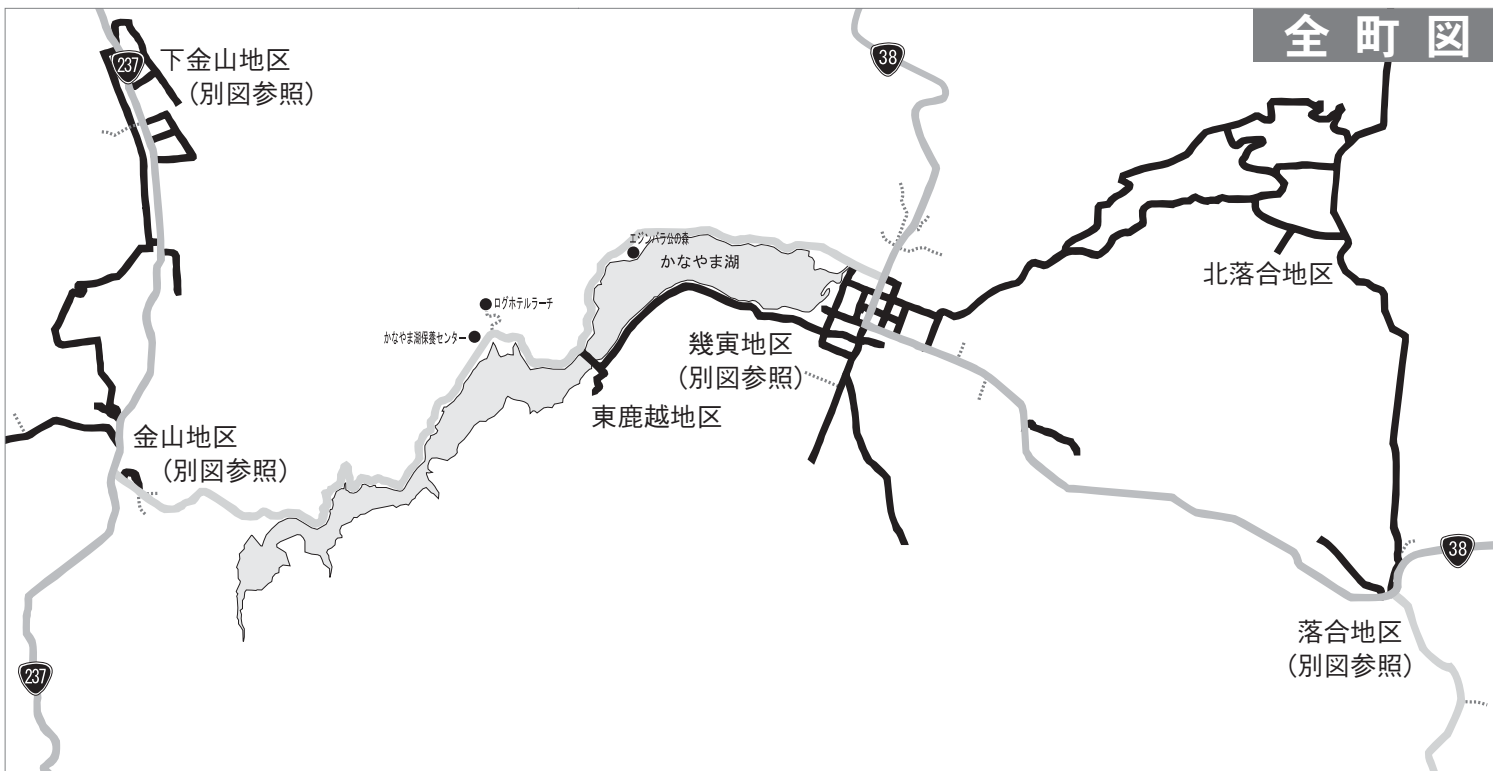 全町図
237
下金山地区
(別図参照)
38
エジンバラ公の森
かなやま湖
北落合地区
ログホテルラーチ
かなやま湖保養センター
幾寅地区
(別図参照)
東鹿越地区
金山地区
(別図参照)
38
落合地区
(別図参照)
237